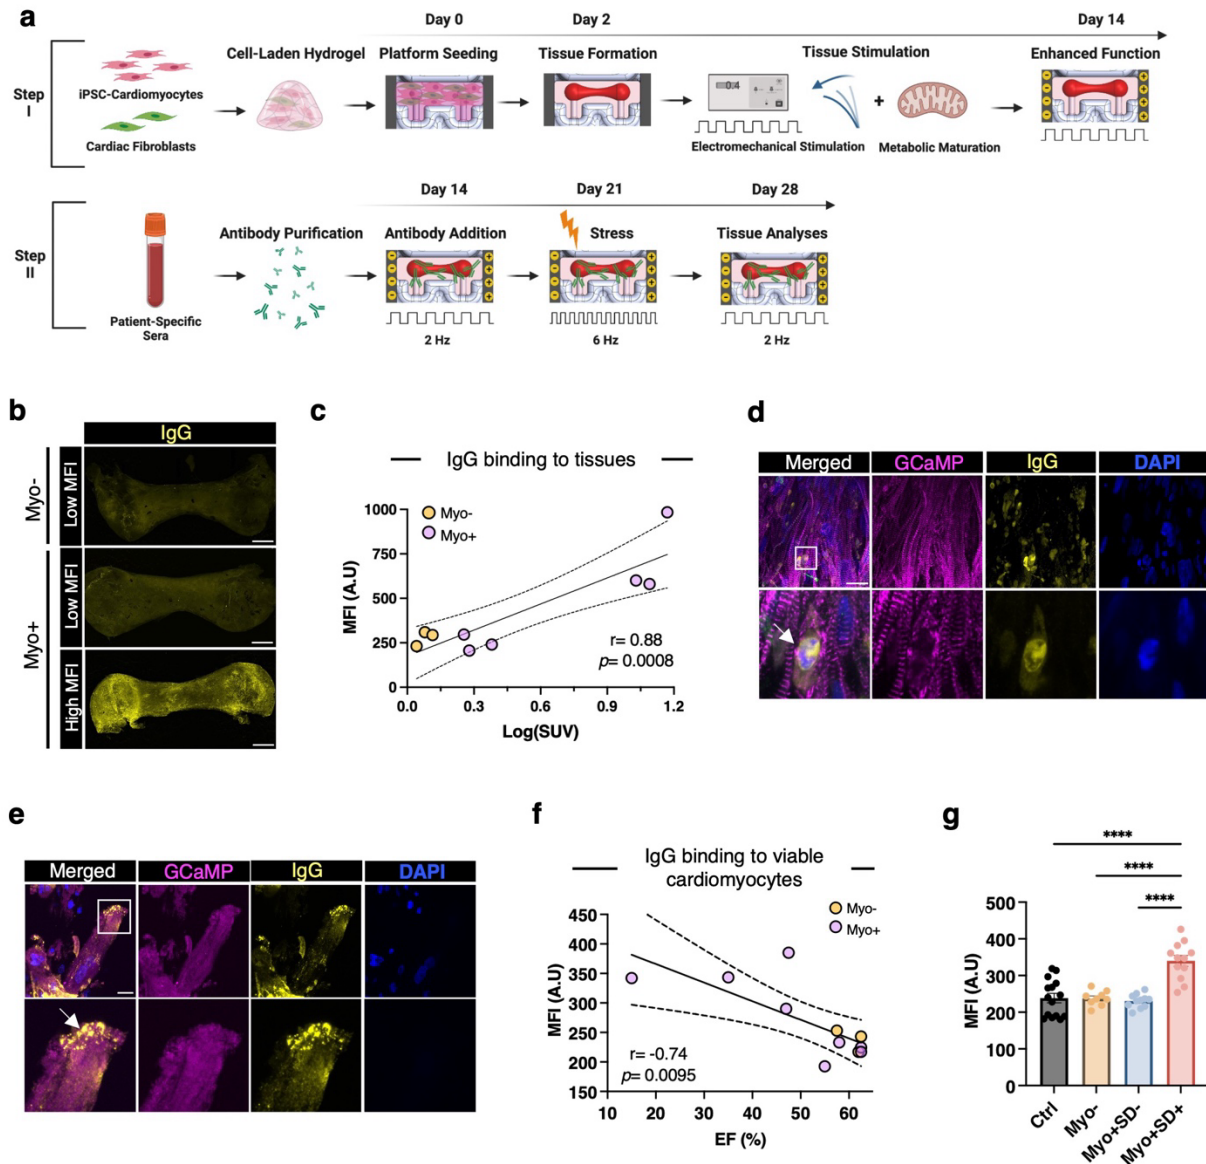 a
Day 0
Day 2
Day 14
Step I
iPSC-Cardiomyocytes
Cardiac Fibroblasts
Cell-Laden Hydrogel
Platform Seeding
Tissue Formation
Tissue Stimulation
Enhanced Function
Electromechanical Stimulation
+
Metabolic Maturation
Day 14
Day 21
Day 28
Step II
Patient-Specific
Sera
Antibody Purification
Antibody Addition
Stress
Tissue Analyses
2 Hz
6 Hz
2 Hz
b
IgG
Myo-
Low MFI
Myo+
Low MFI
High MFI
c
IgG binding to tissues
Myo-
Myo+
MFI (A.U)
1000
750
500
250
0
r= 0.88
p= 0.0008
0.0 0.3 0.6 0.9 1.2
Log(SUV)
d
Merged GCaMP IgG DAPI
e
Merged GCaMP IgG DAPI
f
IgG binding to viable
cardiomyocytes
Myo-
Myo+
MFI (A.U)
450
400
350
300
250
200
150
r= -0.74
p= 0.0095
10 20 30 40 50 60
EF (%)
g
****
****
****
MFI (A.U)
500
400
300
200
100
0
Ctrl
Myo-
Myo+SD-
Myo+SD+